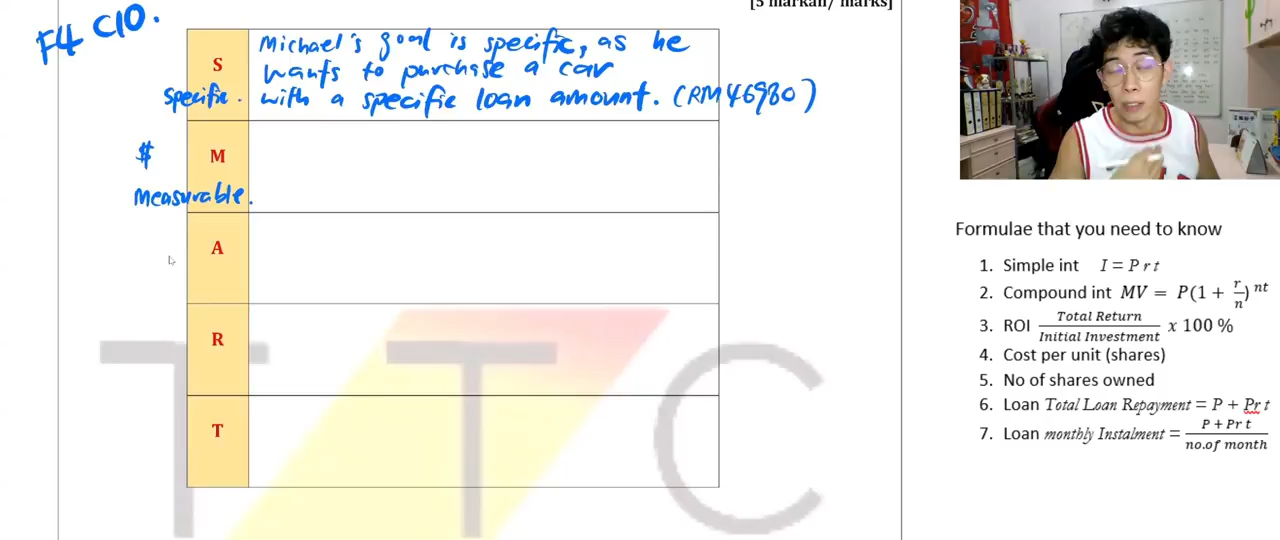 [5 markah/ marks]
F4 C10.
S
Michael's goal is specific, as he
wants to purchase a car
specific. with a specific loan amount. (RM46980)
$
M
measurable.
A
R
T
TTC
Formulae that you need to know
1. Simple int I = P r t
2. Compound int MV = P(1 + r/n)^nt
3. ROI Total Return / Initial Investment x 100 %
4. Cost per unit (shares)
5. No of shares owned
6. Loan Total Loan Repayment = P + Pr t
7. Loan monthly Instalment = P + Pr t / no.of month